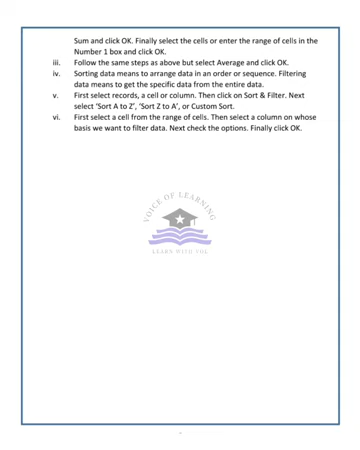 Sum and click OK. Finally select the cells or enter the range of cells in the
Number 1 box and click OK.
iii. Follow the same steps as above but select Average and click OK.
iv. Sorting data means to arrange data in an order or sequence. Filtering
data means to get the specific data from the entire data.
v. First select records, a cell or column. Then click on Sort & Filter. Next
select ‘Sort A to Z’, ‘Sort Z to A’, or Custom Sort.
vi. First select a cell from the range of cells. Then select a column on whose
basis we want to filter data. Next check the options. Finally click OK.
VOICE OF LEARNING
LEARN WITH YOU